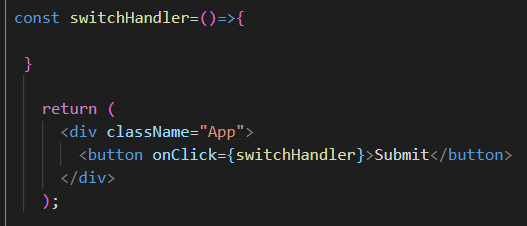 const switchHandler=()=>{
}
return (
<div className="App">
<button onClick={switchHandler}>Submit</button>
</div>
);